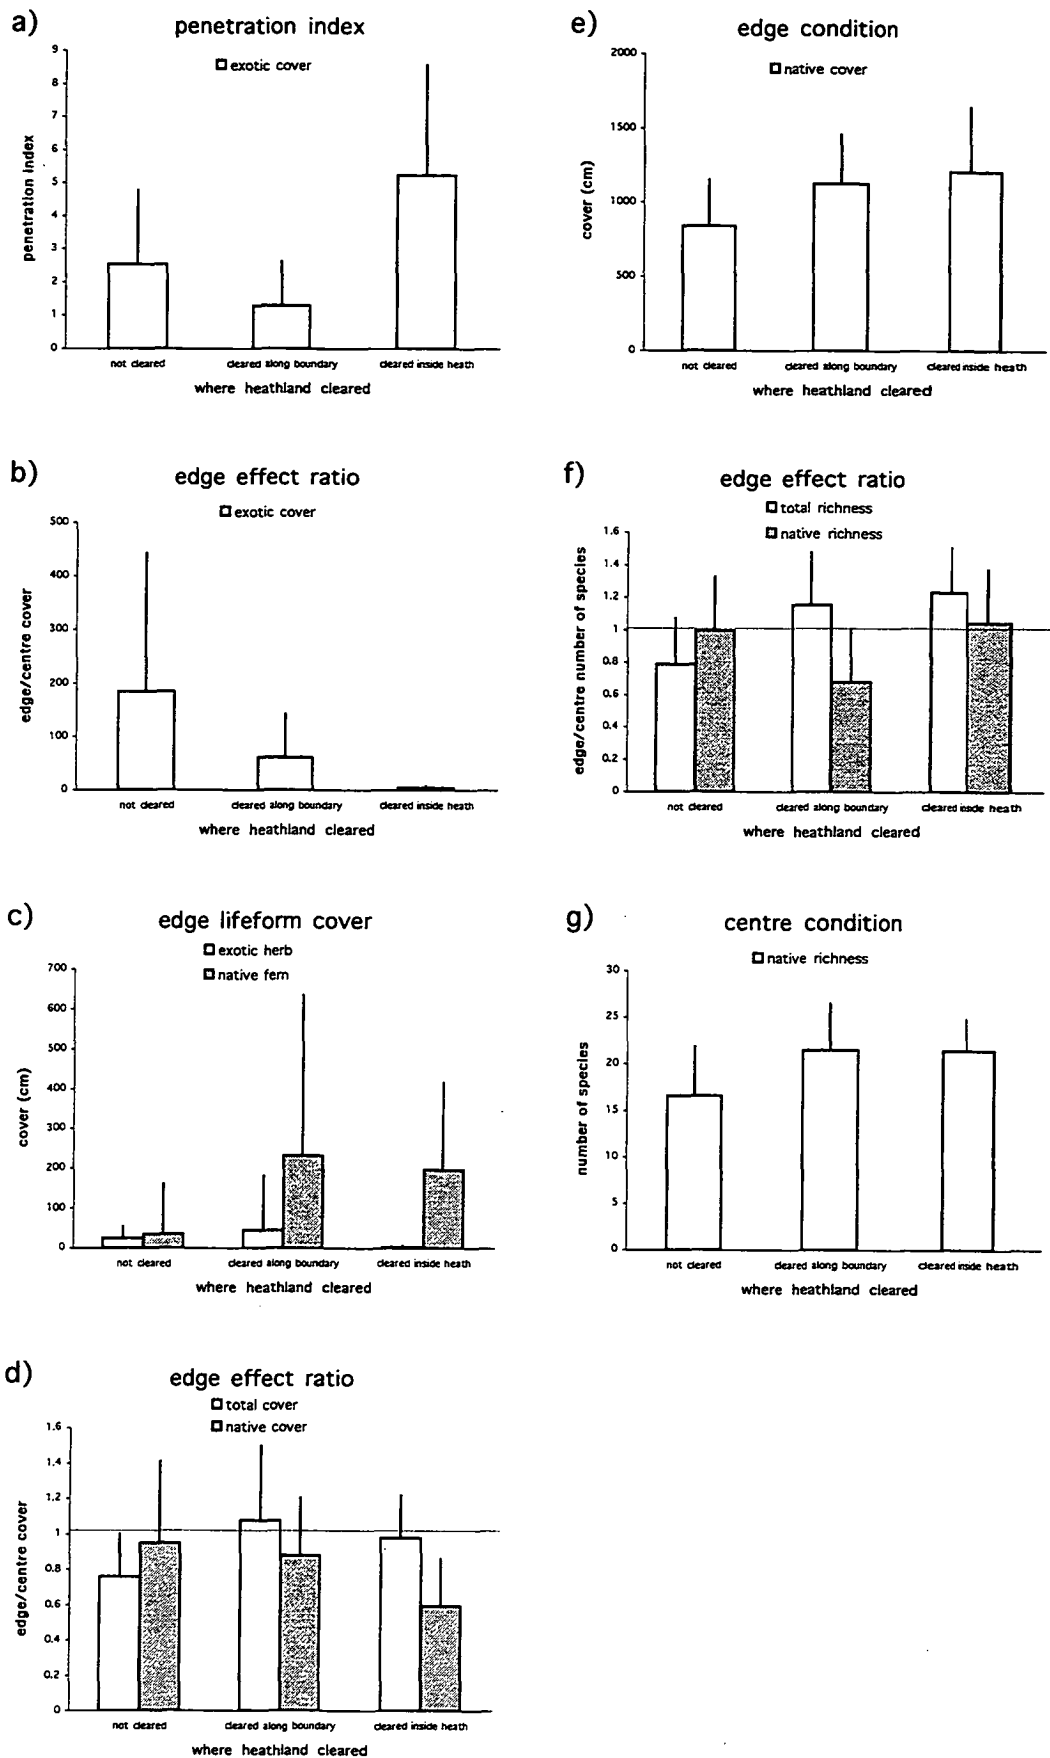 a)
penetration index
exotic cover
9
8
7
6
5
4
3
2
1
0
penetration index
not cleared
cleared along boundary
cleared inside heath
where heathland cleared
b)
edge effect ratio
exotic cover
500
400
300
200
100
0
edge/centre cover
not cleared
cleared along boundary
cleared inside heath
where heathland cleared
c)
edge lifeform cover
exotic herb
native fern
700
600
500
400
300
200
100
0
cover (cm)
not cleared
cleared along boundary
cleared inside heath
where heathland cleared
d)
edge effect ratio
total cover
native cover
1.6
1.4
1.2
1
0.8
0.6
0.4
0.2
0
edge/centre cover
not cleared
cleared along boundary
cleared inside heath
where heathland cleared
e)
edge condition
native cover
2000
1500
1000
500
0
cover (cm)
not cleared
cleared along boundary
cleared inside heath
where heathland cleared
f)
edge effect ratio
total richness
native richness
1.6
1.4
1.2
1
0.8
0.6
0.4
0.2
0
edge/centre number of species
not cleared
cleared along boundary
cleared inside heath
where heathland cleared
g)
centre condition
native richness
30
25
20
15
10
5
0
number of species
not cleared
cleared along boundary
cleared inside heath
where heathland cleared